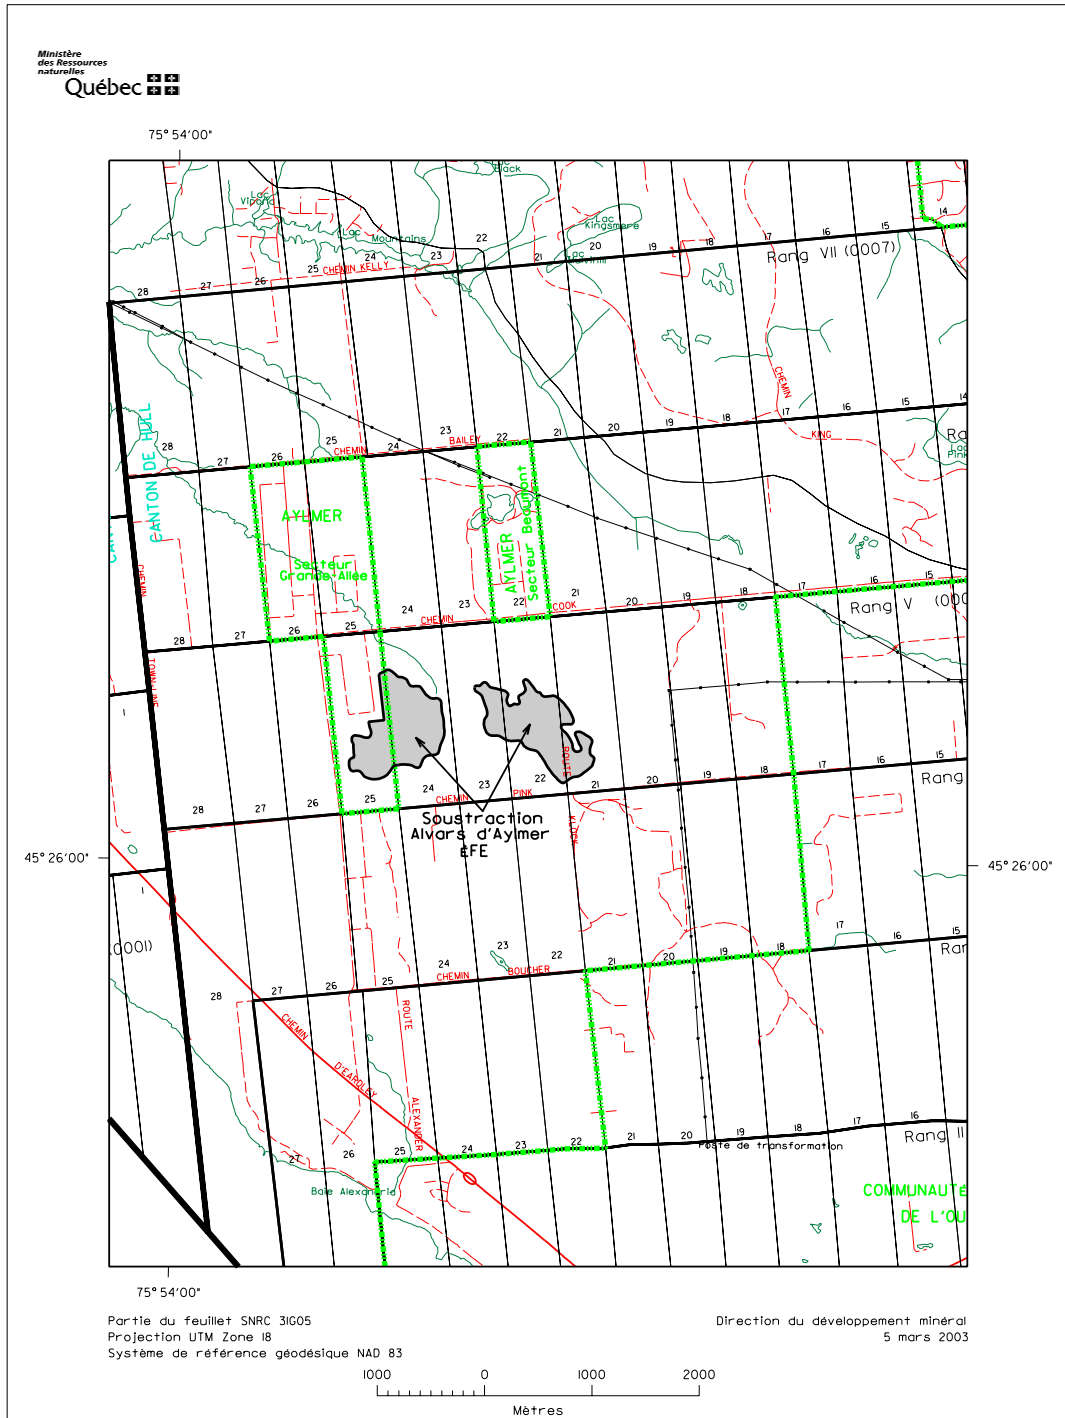 Ministère
des Ressources
naturelles
Québec
75° 54'00"
Black
Lac
Lac
Kingsmere
Lac
Mountains
22
20
19
18
17
15
14
Rang VII (0007)
28
27
26
25
CHEMIN KELLY
24
23
21
Lac
CHEMIN
KING
CANTON DE HULL
28
27
26
25
CHEMIN
24
23
BAILEY
22
21
20
19
18
17
16
15
14
AYLMER
Secteur
Grande Allée
AYLMER
Secteur Beaumont
CHEMIN
TOWN LINE
28
27
26
25
24
CHEMIN
23
22
21
COOK
20
19
18
17
16
15
Rang V
1
28
27
26
25
24
CHEMIN
23
PINK
22
21
20
19
18
17
16
15
Rang
ROUTE
KLOCK
Soustraction
Alvars d'Aylmer
EFE
45° 26'00"
45° 26'00"
1
(0001)
28
27
26
25
24
CHEMIN
23
BOUCHER
22
21
20
19
18
17
16
15
CHEMIN
D'EARDLEY
ROUTE
ALEXANDER
27
26
25
24
23
22
21
20
19
18
17
16
Poste de transformation
Rang II
Baie Alexandria
COMMUNAUTÉ
DE L'OU
75° 54'00"
Partie du feuillet SNRC 31G05
Projection UTM Zone 18
Système de référence géodésique NAD 83
Direction du développement minéral
5 mars 2003
1000 0 1000 2000
Mètres